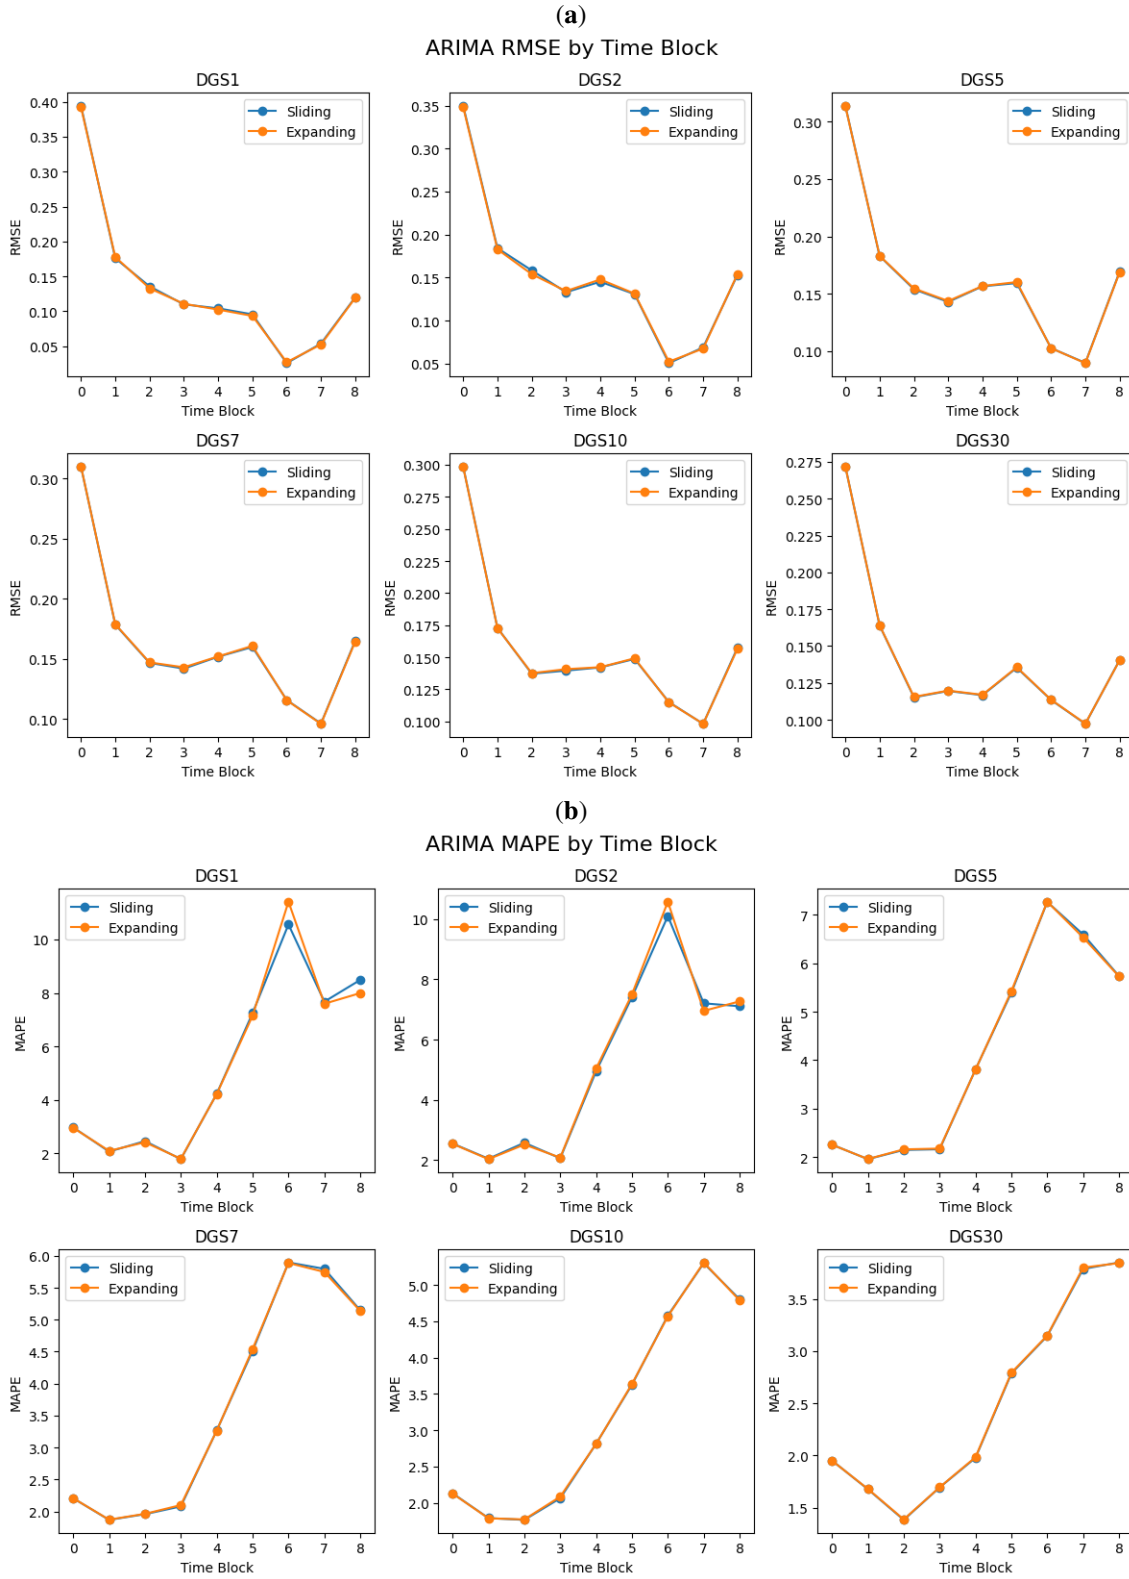 (a)
ARIMA RMSE by Time Block
DGS1
0.40
0.35
0.30
0.25
0.20
0.15
0.10
0.05
RMSE
Sliding
Expanding
0 1 2 3 4 5 6 7 8
Time Block
DGS2
0.35
0.30
0.25
0.20
0.15
0.10
0.05
RMSE
Sliding
Expanding
0 1 2 3 4 5 6 7 8
Time Block
DGS5
0.30
0.25
0.20
0.15
0.10
RMSE
Sliding
Expanding
0 1 2 3 4 5 6 7 8
Time Block
DGS7
0.30
0.25
0.20
0.15
0.10
RMSE
Sliding
Expanding
0 1 2 3 4 5 6 7 8
Time Block
DGS10
0.300
0.275
0.250
0.225
0.200
0.175
0.150
0.125
0.100
RMSE
Sliding
Expanding
0 1 2 3 4 5 6 7 8
Time Block
DGS30
0.275
0.250
0.225
0.200
0.175
0.150
0.125
0.100
RMSE
Sliding
Expanding
0 1 2 3 4 5 6 7 8
Time Block
(b)
ARIMA MAPE by Time Block
DGS1
10
8
6
4
2
MAPE
Sliding
Expanding
0 1 2 3 4 5 6 7 8
Time Block
DGS2
10
8
6
4
2
MAPE
Sliding
Expanding
0 1 2 3 4 5 6 7 8
Time Block
DGS5
7
6
5
4
3
2
MAPE
Sliding
Expanding
0 1 2 3 4 5 6 7 8
Time Block
DGS7
6.0
5.5
5.0
4.5
4.0
3.5
3.0
2.5
2.0
MAPE
Sliding
Expanding
0 1 2 3 4 5 6 7 8
Time Block
DGS10
5.0
4.5
4.0
3.5
3.0
2.5
2.0
MAPE
Sliding
Expanding
0 1 2 3 4 5 6 7 8
Time Block
DGS30
3.5
3.0
2.5
2.0
1.5
MAPE
Sliding
Expanding
0 1 2 3 4 5 6 7 8
Time Block